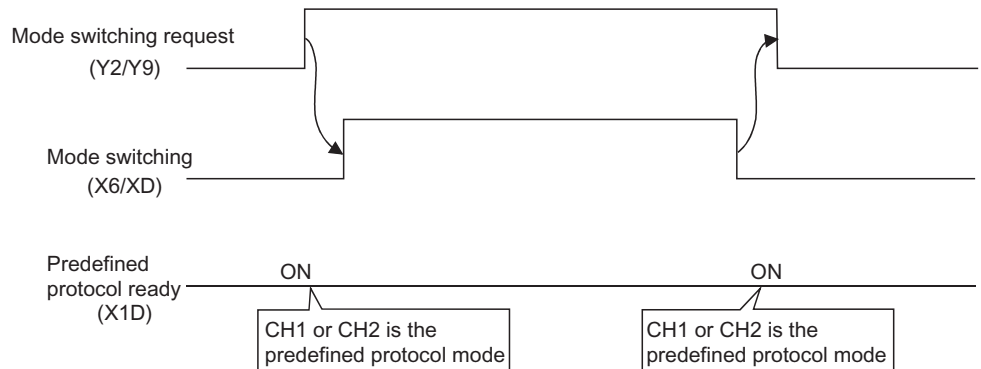 Mode switching request
(Y2/Y9)
Mode switching
(X6/XD)
Predefined
protocol ready
(X1D)
ON
ON
CH1 or CH2 is the
predefined protocol mode
CH1 or CH2 is the
predefined protocol mode